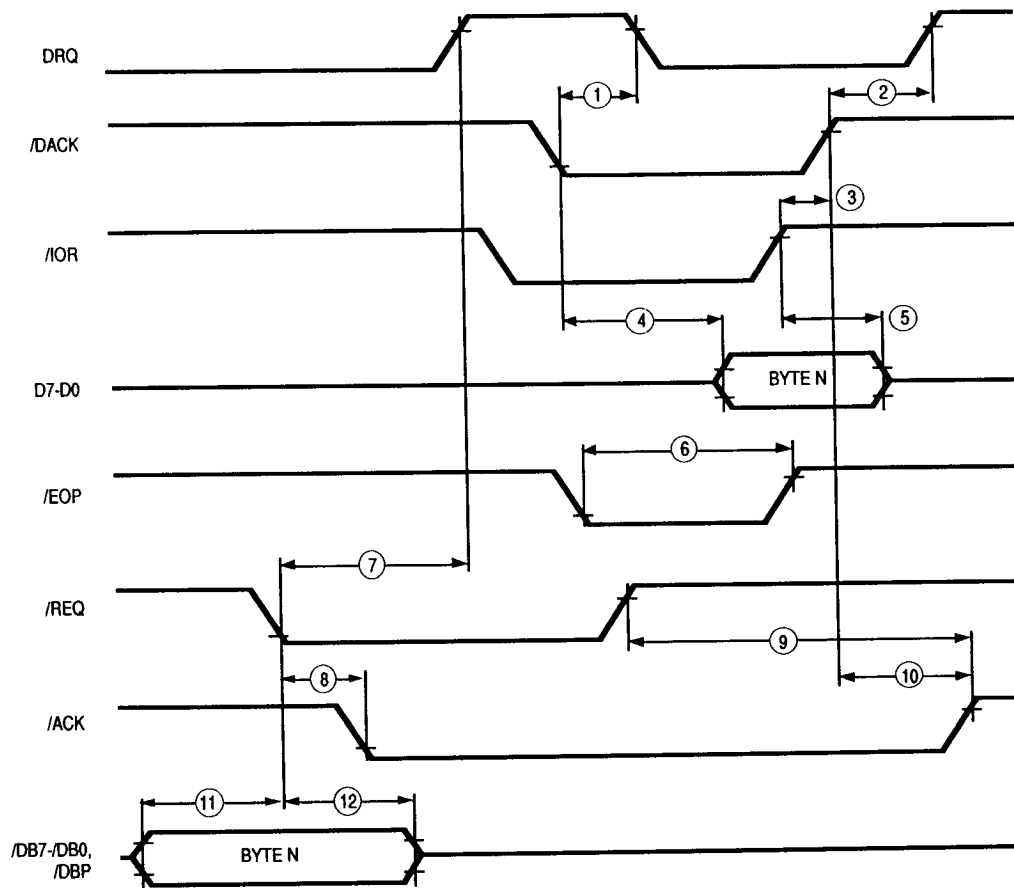 DRQ
1
2
/DACK
3
/IOR
4
5
D7-D0
BYTE N
6
/EOP
7
/REQ
9
8
10
/ACK
11
12
/DB7-/DB0,
/DBP
BYTE N